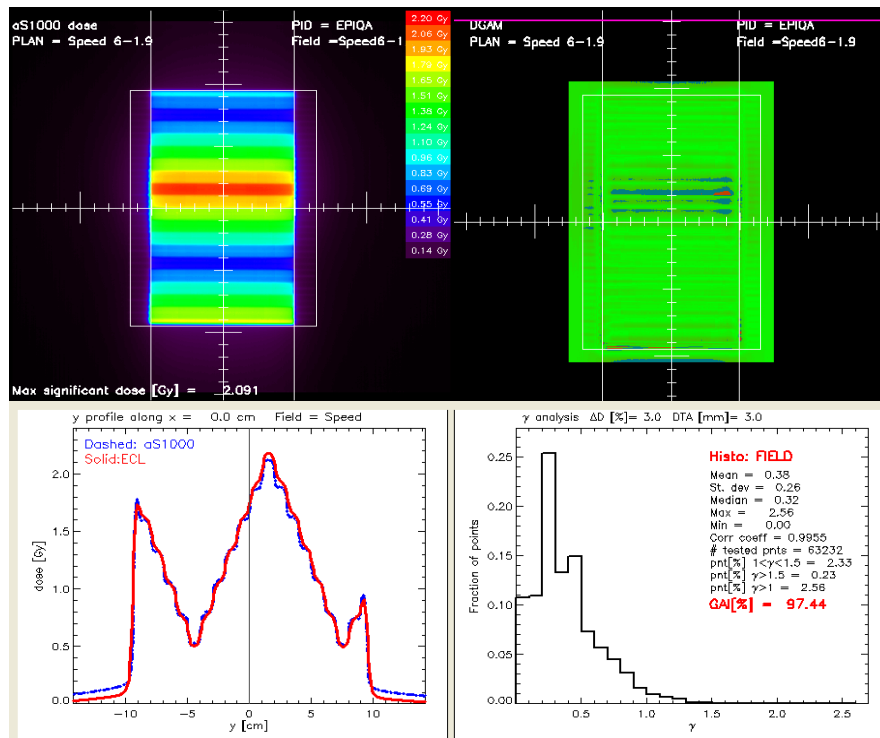 aS1000 dose
PID = EPIQA
PLAN = Speed 6-1.9
Field =Speed6-1
2.20 Gy
2.06 Gy
1.93 Gy
1.79 Gy
1.65 Gy
1.51 Gy
1.38 Gy
1.24 Gy
1.10 Gy
0.96 Gy
0.83 Gy
0.69 Gy
0.55 Gy
0.41 Gy
0.28 Gy
0.14 Gy
Max significant dose [Gy] = 2.091
DGAM
PID = EPIQA
PLAN = Speed 6-1.9
Field =Speed6-1.9
y profile along x = 0.0 cm Field = Speed
Dashed: aS1000
Solid:ECL
dose [Gy]
2.0
1.5
1.0
0.5
0.0
-10
-5
0
5
10
y [cm]
γ analysis ΔD [%]= 3.0 DTA [mm]= 3.0
Histo: FIELD
Mean = 0.38
St. dev = 0.26
Median = 0.32
Max = 2.56
Min = 0.00
Corr coeff = 0.9955
# tested pnts = 63232
pnt[%] 1<γ<1.5 = 2.33
pnt[%] γ>1.5 = 0.23
pnt[%] γ>1 = 2.56
GAI[%] = 97.44
Fraction of points
0.25
0.20
0.15
0.10
0.05
0.00
0.5
1.0
1.5
2.0
2.5
γ